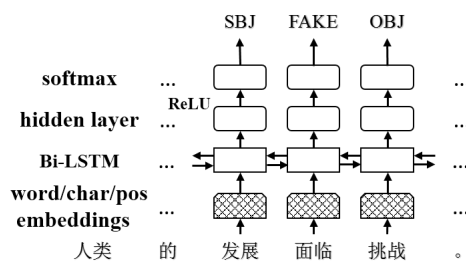 SBJ FAKE OBJ
softmax ... ...
ReLU
hidden layer ... ...
Bi-LSTM ... ...
word/char/pos
embeddings ... ...
人类 的 发展 面临 挑战 。